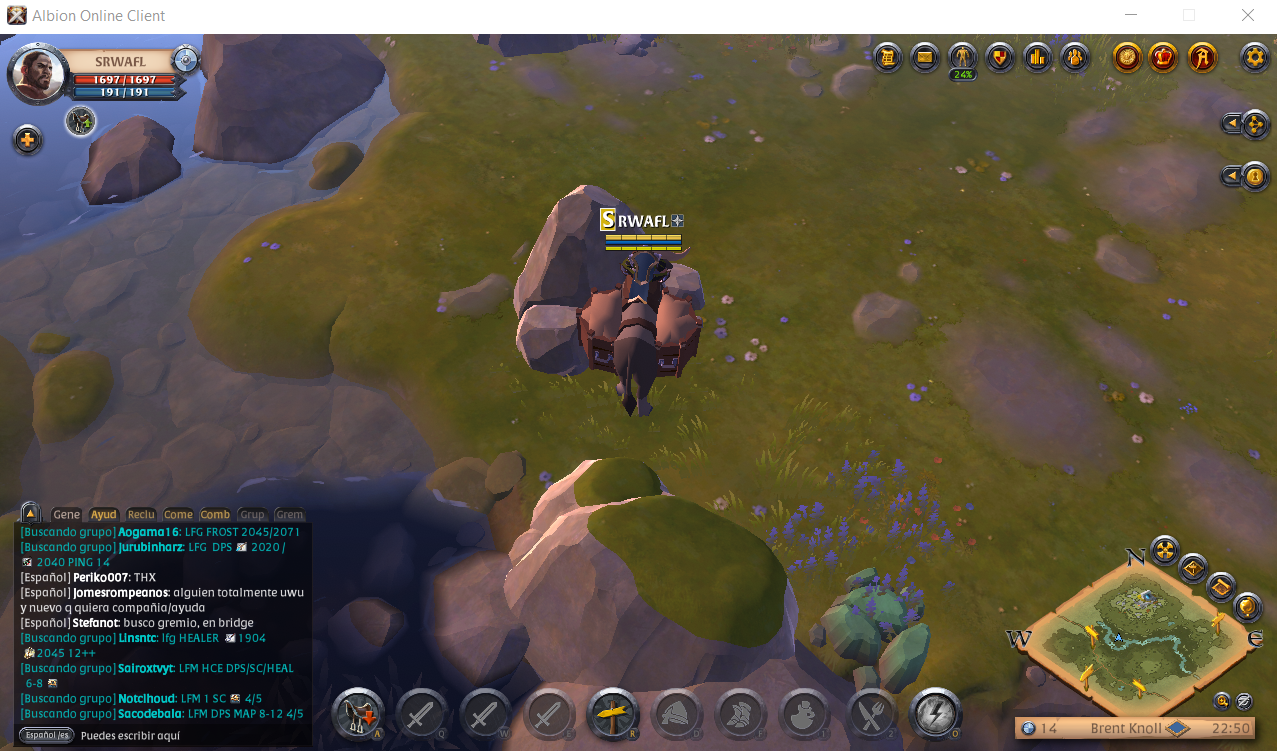 Albion Online Client
SRWAFL
1697 / 1697
191 / 191
24%
SRWAFL
Gene Ayud Reclu Come Comb Grup Grem
[Buscando grupo] Aogama16: LFG FROST 2045/2071
[Buscando grupo] Jurubinharz: LFG DPS 2020 /
2040 PING 14
[Español] Periko007: THX
[Español] Jomesrompeanos: alguien totalmente uwu
y nuevo q quiera compañia/ayuda
[Español] Stefanot: busco gremio, en bridge
[Buscando grupo] Llnsntc: lfg HEALER 1904
2045 12++
[Buscando grupo] Sairoxtvyt: LFM HCE DPS/SC/HEAL
6-8
[Buscando grupo] Notclhoud: LFM 1 SC 4/5
[Buscando grupo] Sacodebala: LFM DPS MAP 8-12 4/5
Español /es Puedes escribir aquí
A Q W E R D F 1 2 O
N
W E
14 Brent Knoll 22:50